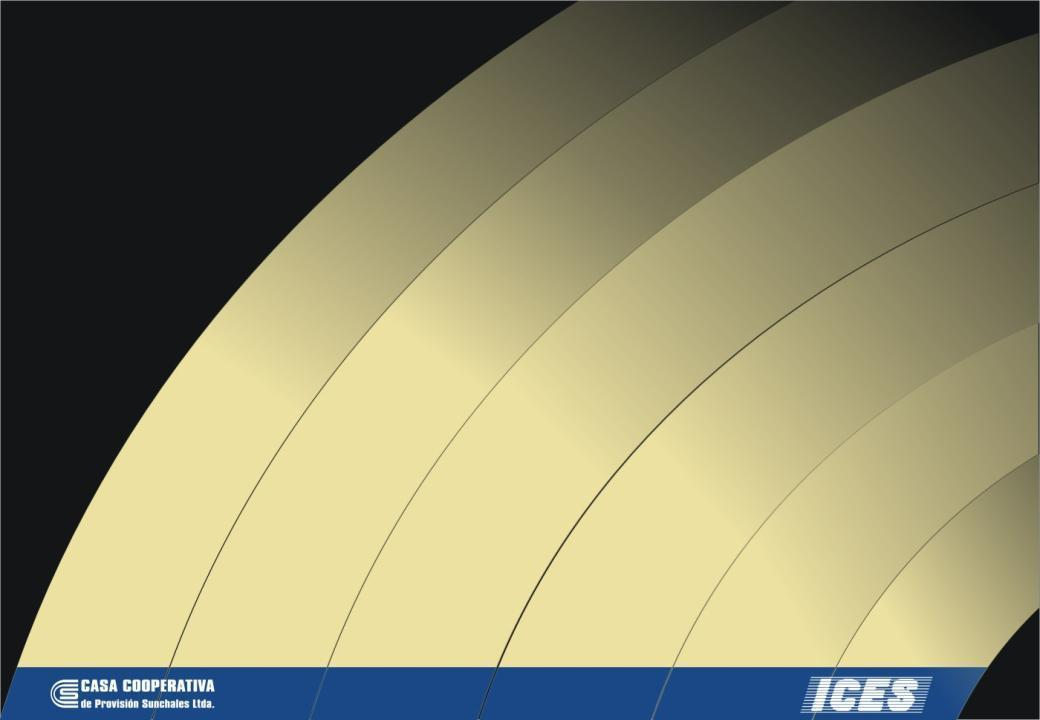 CASA COOPERATIVA
de Provisión Sunchales Ltda.
ICES